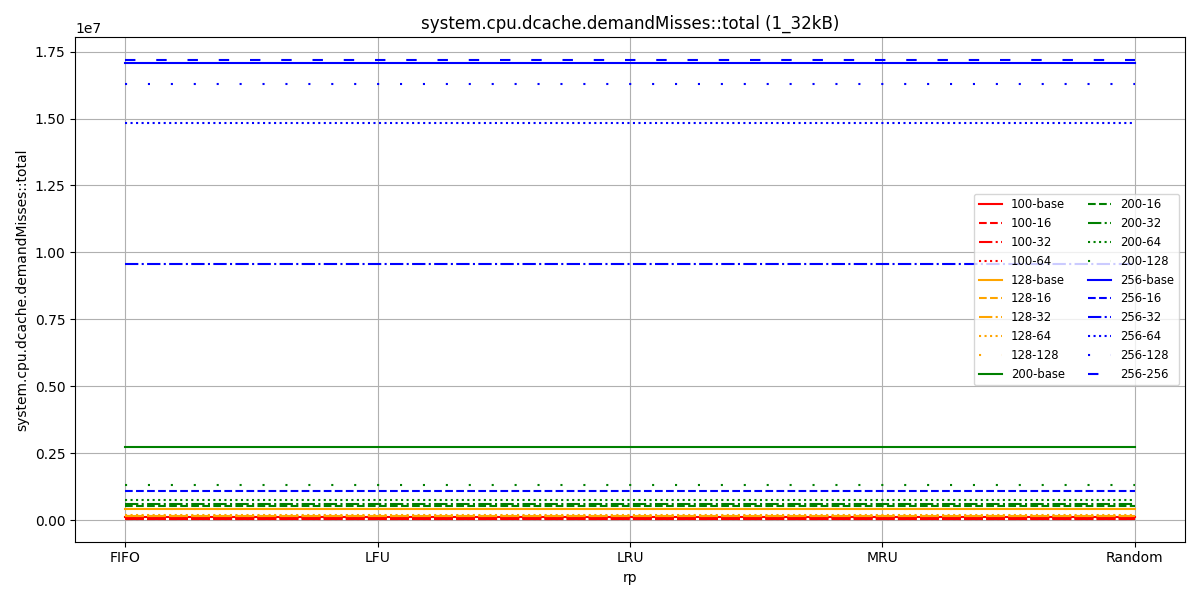 system.cpu.dcache.demandMisses::total (1_32kB)
1e7
1.75
1.50
1.25
1.00
0.75
0.50
0.25
0.00
system.cpu.dcache.demandMisses::total
100-base
100-16
100-32
100-64
128-base
128-16
128-32
128-64
128-128
200-base
200-16
200-32
200-64
200-128
256-base
256-16
256-32
256-64
256-128
256-256
FIFO
LFU
LRU
MRU
Random
rp